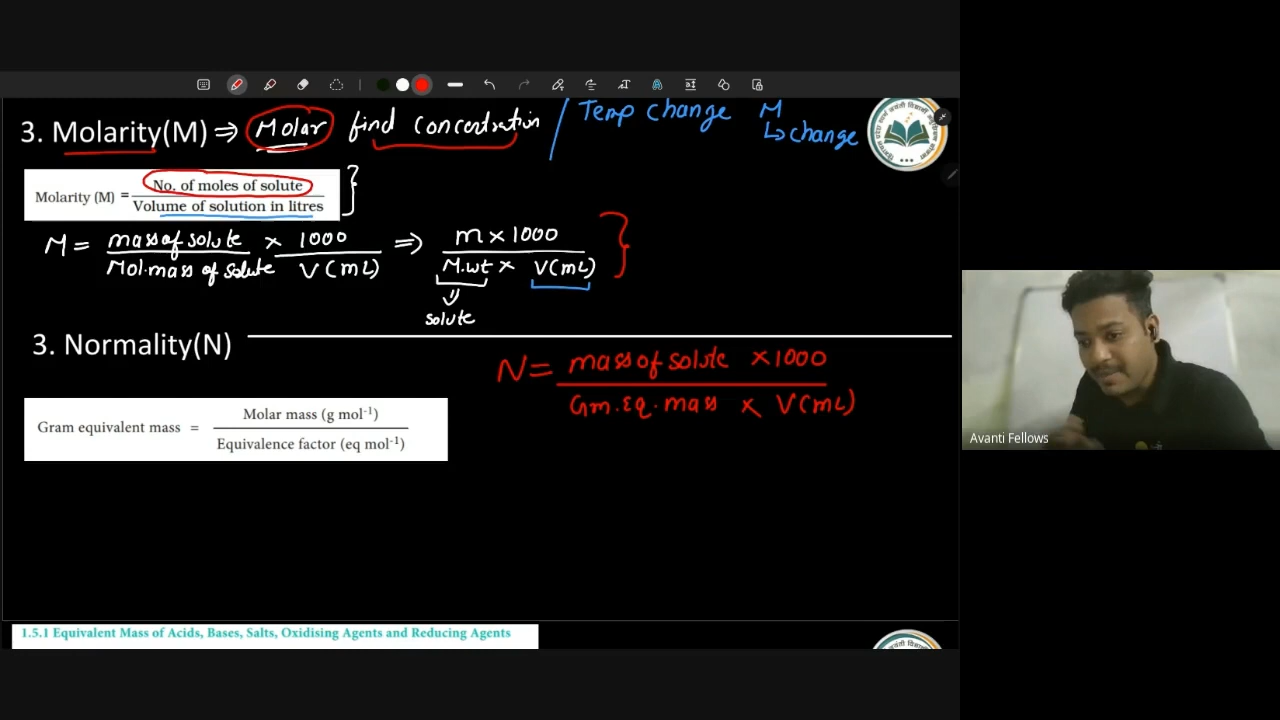 3. Molarity(M) ⇒ Molar find concentration / Temp change M
↳change
Molarity (M) = No. of moles of solute
Volume of solution in litres
M = mass of solute × 1000 ⇒ m × 1000
Mol. mass of solute V(mL) M.wt × V(mL)
⇓
solute
3. Normality(N)
N = mass of solute × 1000
Gm. Eq. mass × V(mL)
Gram equivalent mass = Molar mass (g mol⁻¹)
Equivalence factor (eq mol⁻¹)
Avanti Fellows
1.5.1 Equivalent Mass of Acids, Bases, Salts, Oxidising Agents and Reducing Agents